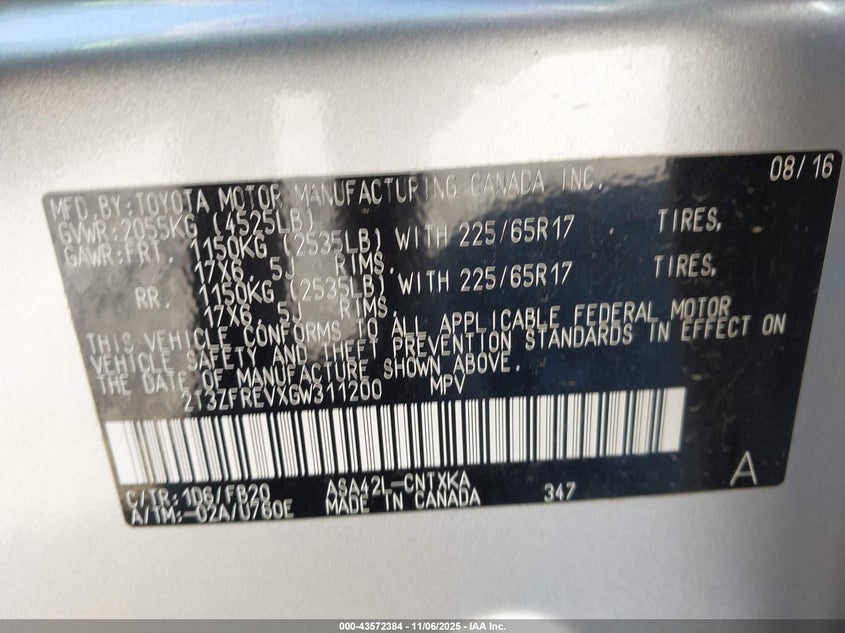 08/16
MFD.BY:TOYOTA MOTOR MANUFACTURING CANADA INC.
GVWR:2055KG (4525LB)
GAWR:FRT. 1150KG (2535LB) WITH 225/65R17 TIRES,
17X6.5J RIMS.
RR. 1150KG (2535LB) WITH 225/65R17 TIRES,
17X6.5J RIMS.
THIS VEHICLE CONFORMS TO ALL APPLICABLE FEDERAL MOTOR
VEHICLE SAFETY AND THEFT PREVENTION STANDARDS IN EFFECT ON
THE DATE OF MANUFACTURE SHOWN ABOVE.
2T3ZFREVXGW311200 MPV
A
C/TR:1D6/FB20 ASA42L-CNTXKA 347
A/TM:-02A/U760E MADE IN CANADA
000-43572384 - 11/06/2025 - IAA Inc.